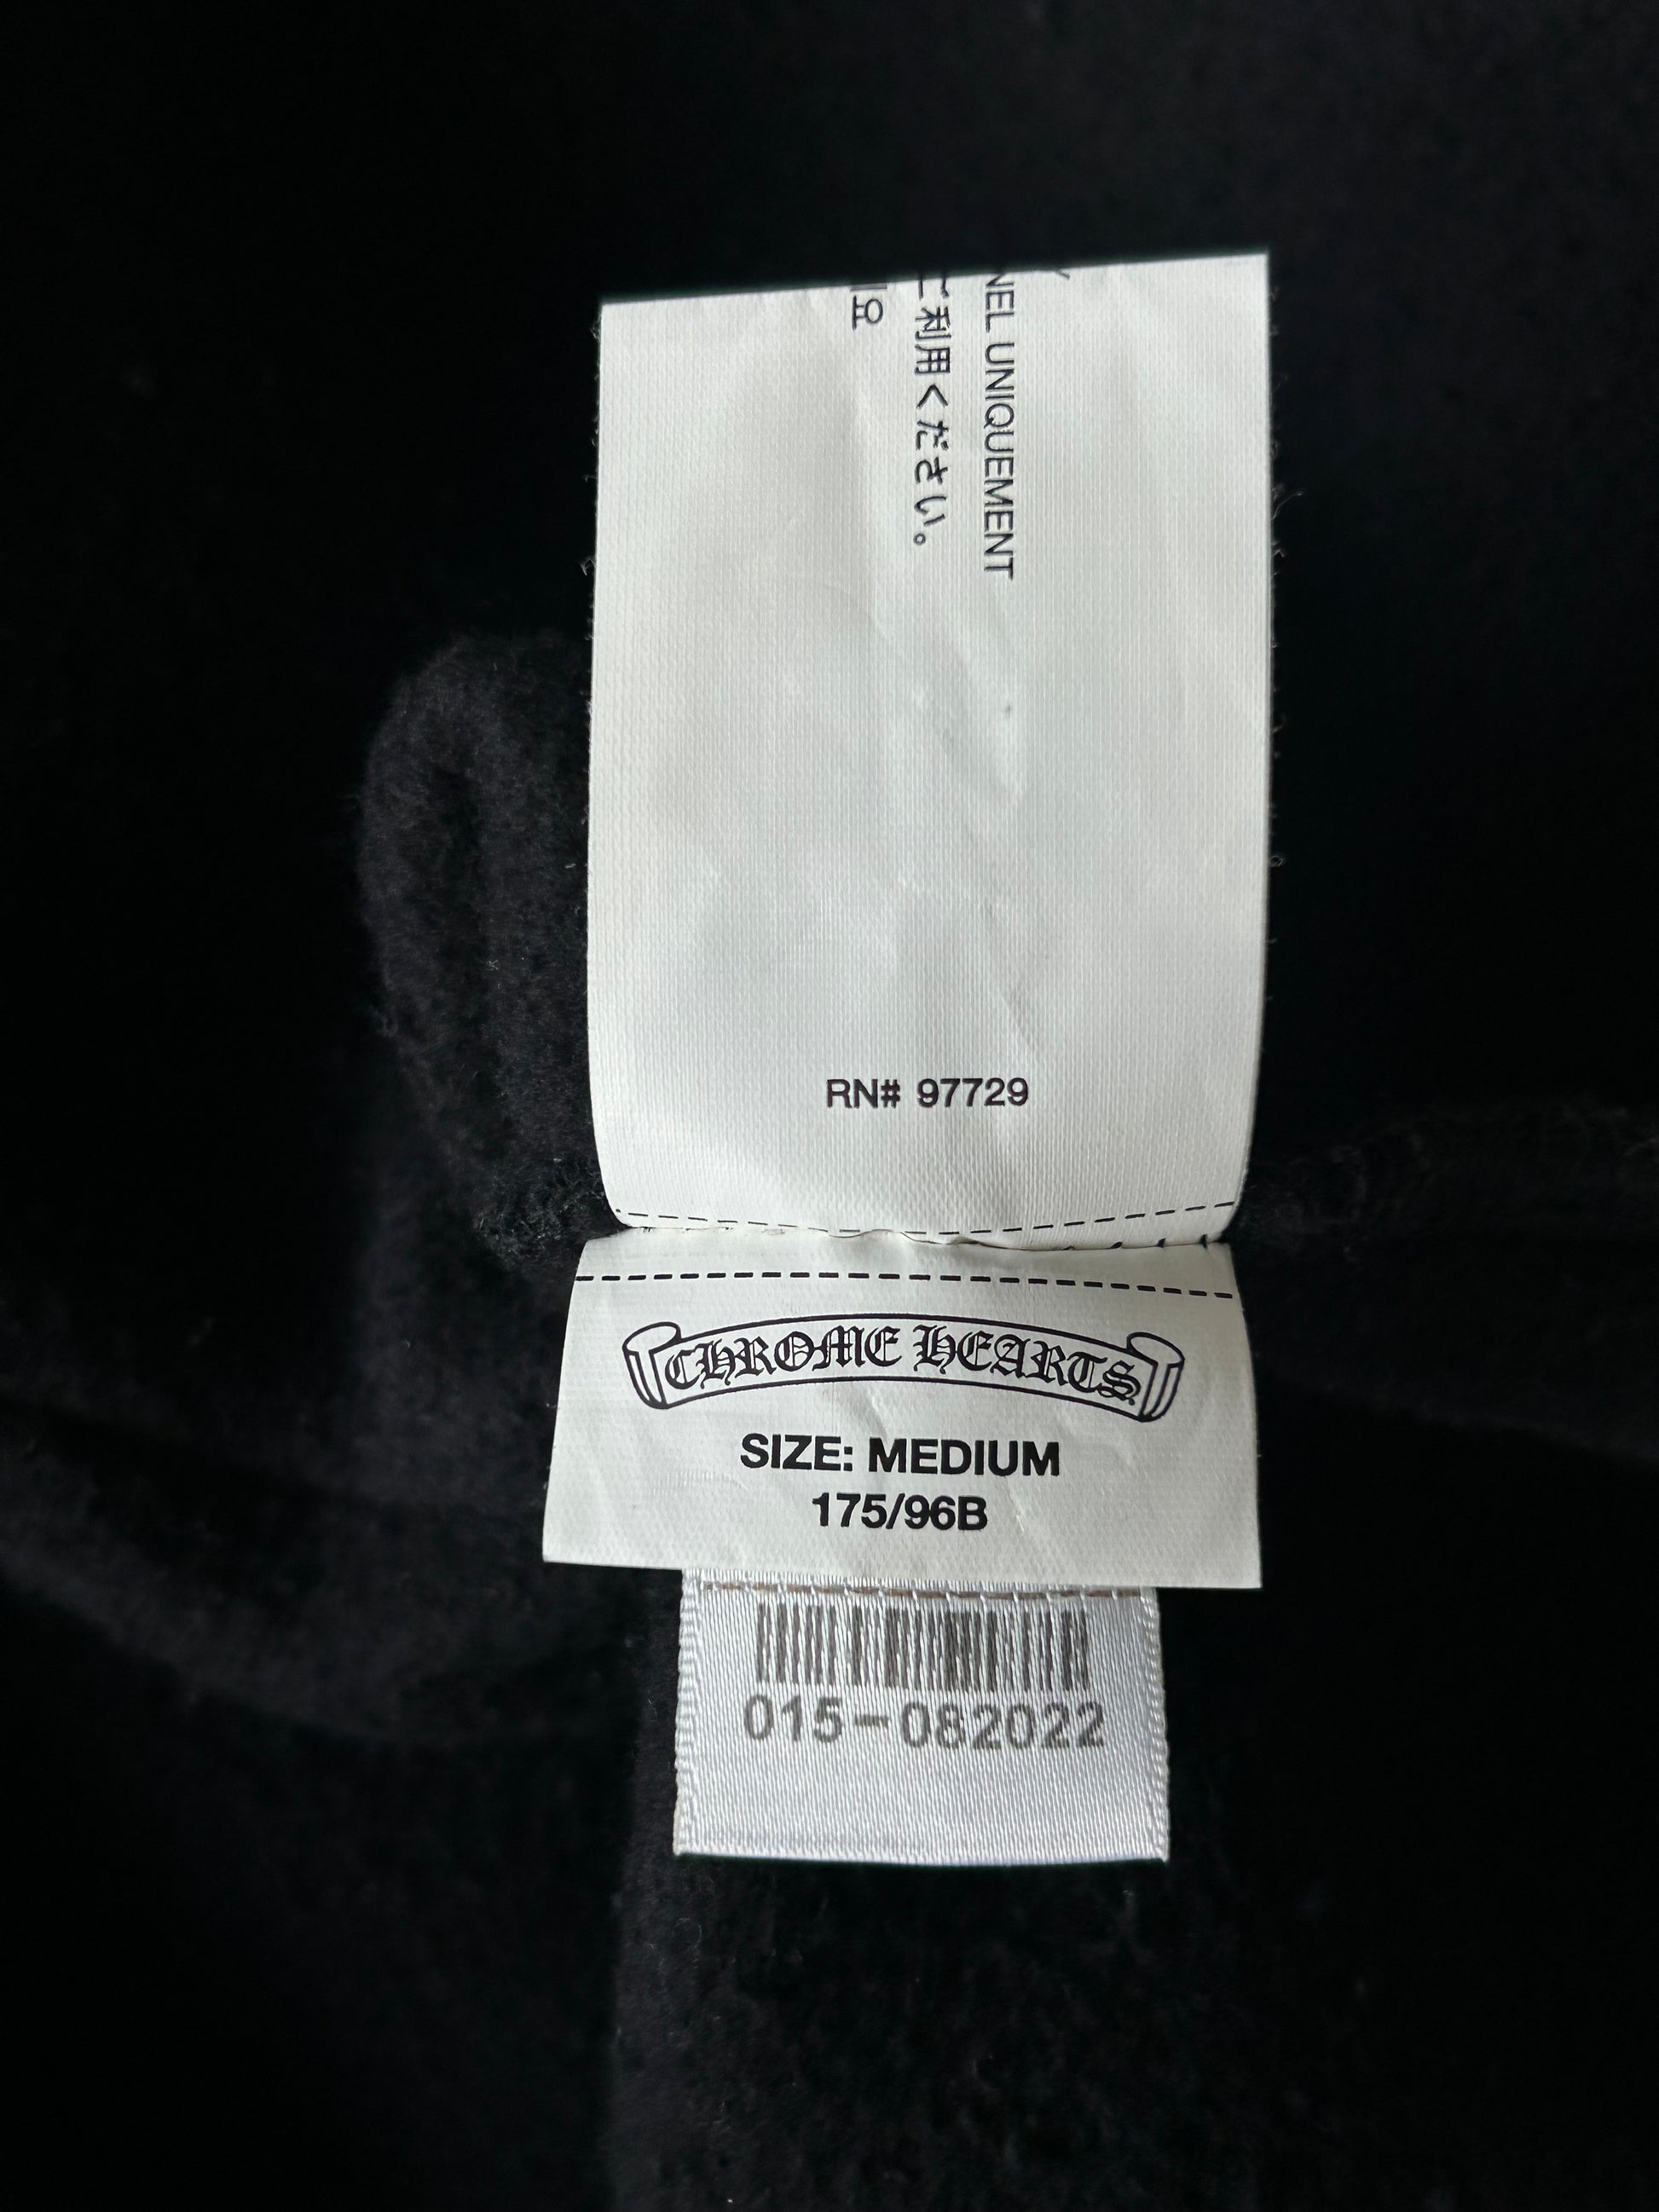 NEL UNIQUEMENT
ご利用ください。
요
RN# 97729
CHROME HEARTS
SIZE: MEDIUM
175/96B
015-082022